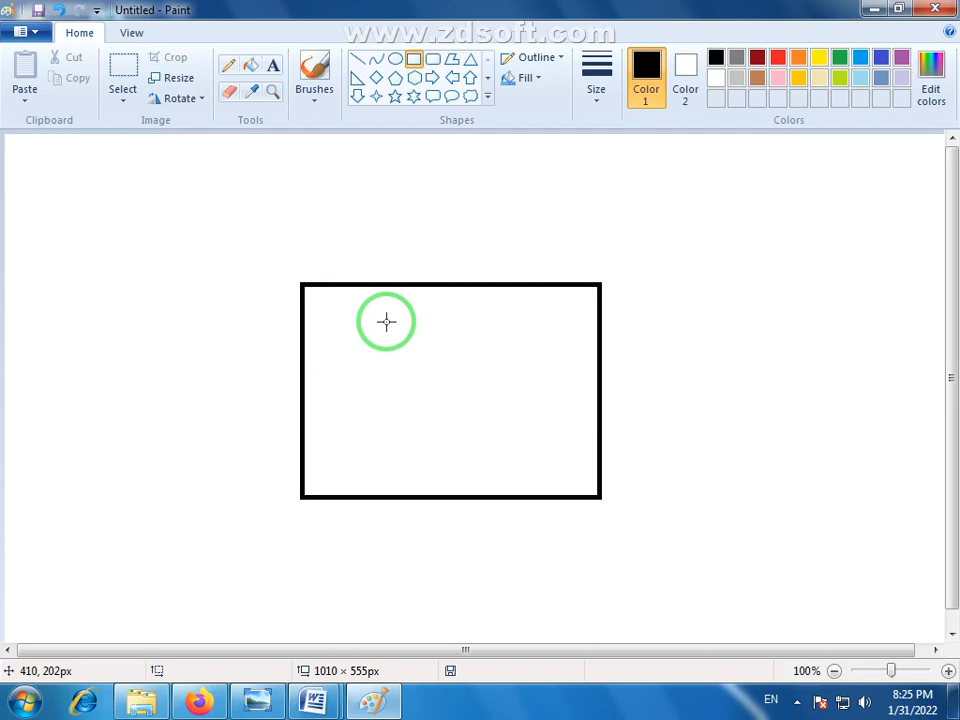 Untitled - Paint
www.zdsoft.com
Home
View
Paste
Cut
Copy
Clipboard
Select
Crop
Resize
Rotate
Image
Tools
Brushes
Outline
Fill
Shapes
Size
Color 1
Color 2
Colors
Edit colors
410, 202px
1010 × 555px
100%
EN
8:25 PM
1/31/2022